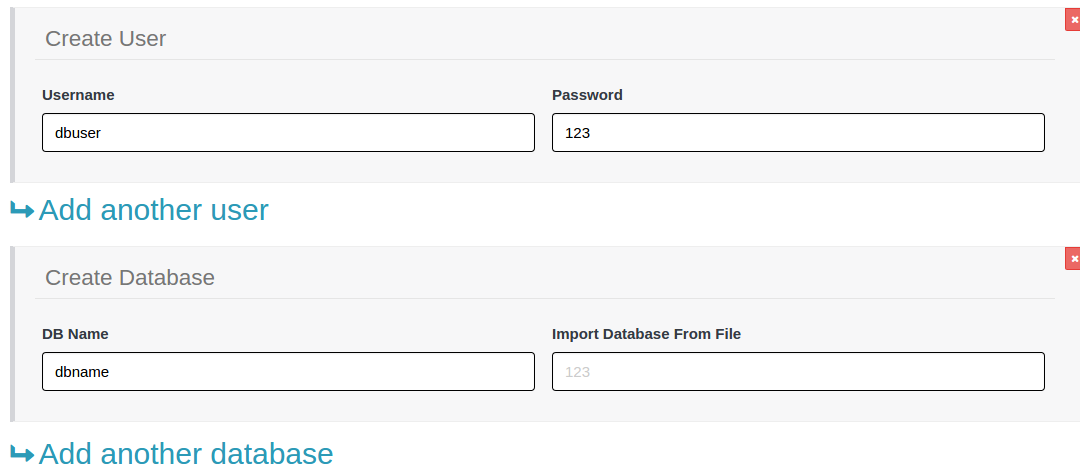 Create User
Username Password
dbuser 123
Add another user
Create Database
DB Name Import Database From File
dbname 123
Add another database